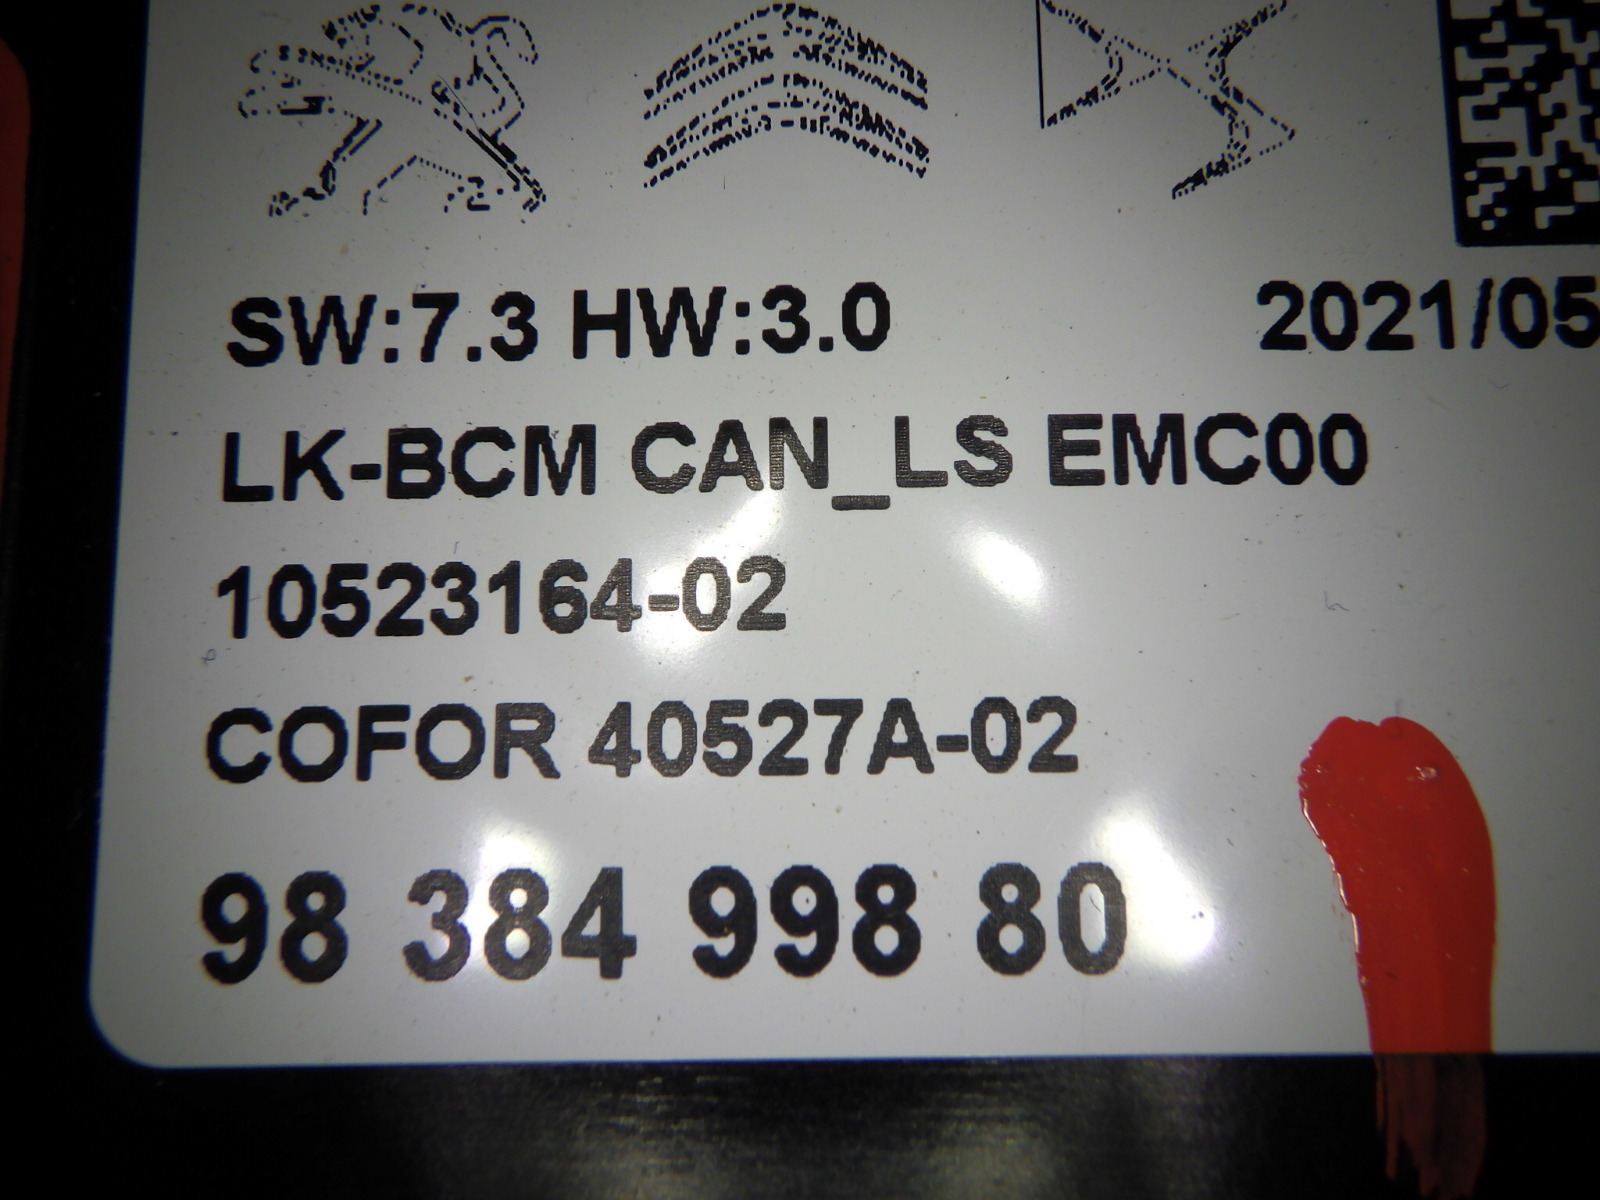 SW:7.3 HW:3.0 2021/05
LK-BCM CAN_LS EMC00
10523164-02
COFOR 40527A-02
98 384 998 80